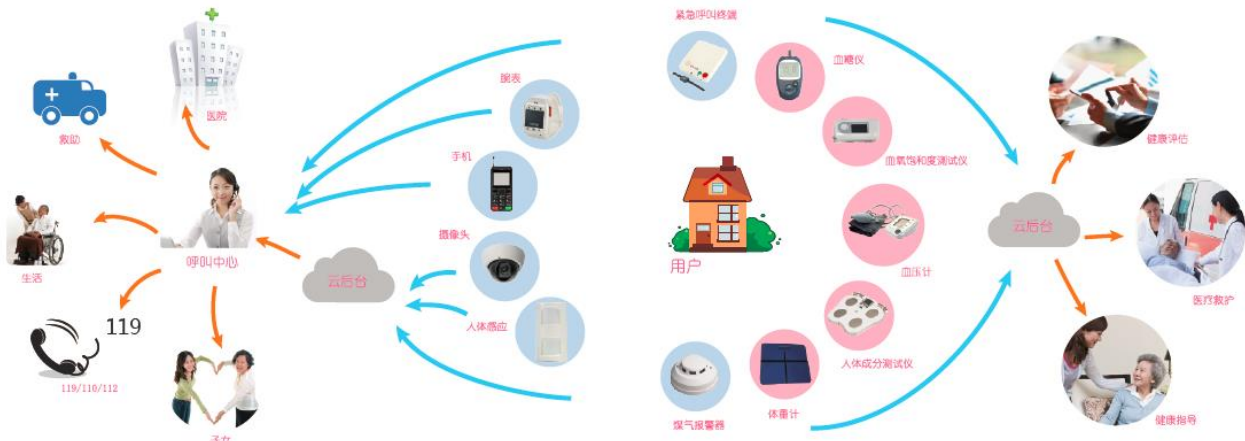 医院
救助
生活
119
119/110/112
子女
呼叫中心
云后台
腕表
手机
摄像头
人体感应
紧急呼叫终端
血糖仪
血氧饱和度测试仪
用户
血压计
人体成分测试仪
体重计
煤气报警器
云后台
健康评估
医疗救护
健康指导